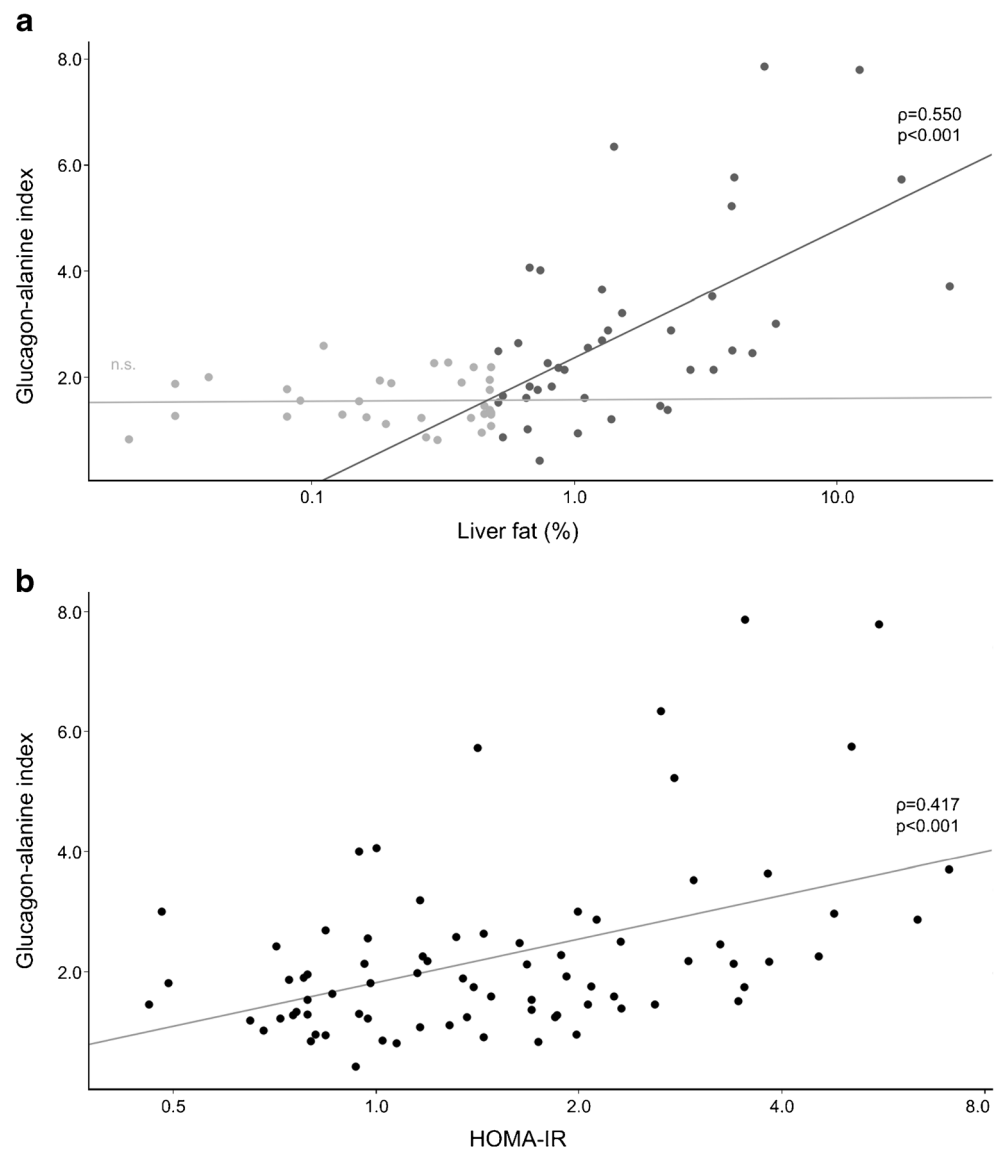 a
8.0
6.0
4.0
2.0
Glucagon-alanine index
ρ=0.550
p<0.001
n.s.
0.1
1.0
10.0
Liver fat (%)
b
8.0
6.0
4.0
2.0
Glucagon-alanine index
ρ=0.417
p<0.001
0.5
1.0
2.0
4.0
8.0
HOMA-IR